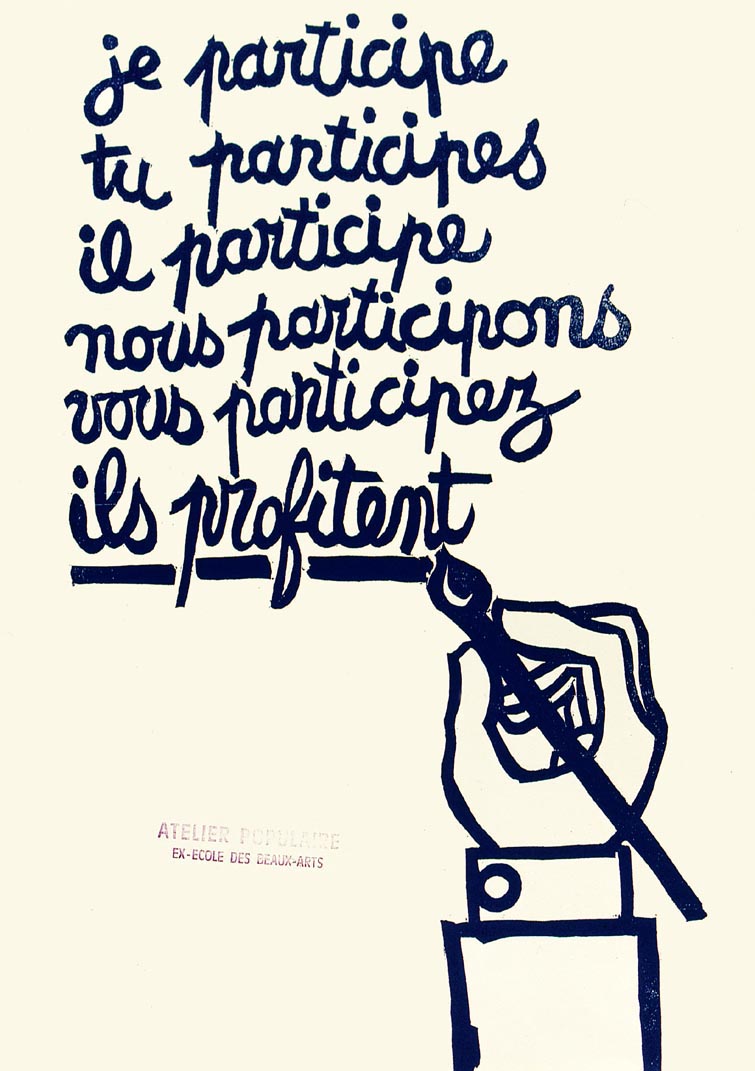 je participe
tu participes
il participe
nous participons
vous participez
ils profitent
ATELIER POPULAIRE
EX-ECOLE DES BEAUX-ARTS